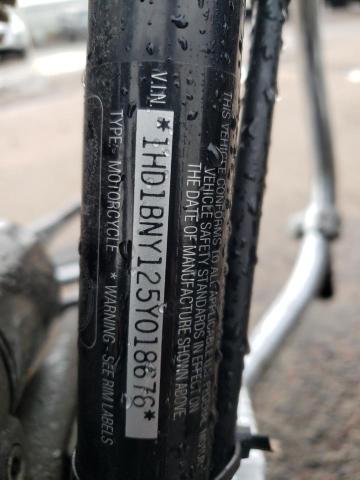 THIS VEHICLE CONFORMS TO ALL APPLICABLE
VEHICLE SAFETY STANDARDS IN EFFECT ON
THE DATE OF MANUFACTURE SHOWN ABOVE
V.I.N. *1HD1BNY125Y018676*
TYPE:- MOTORCYCLE * WARNING - SEE RIM LABELS